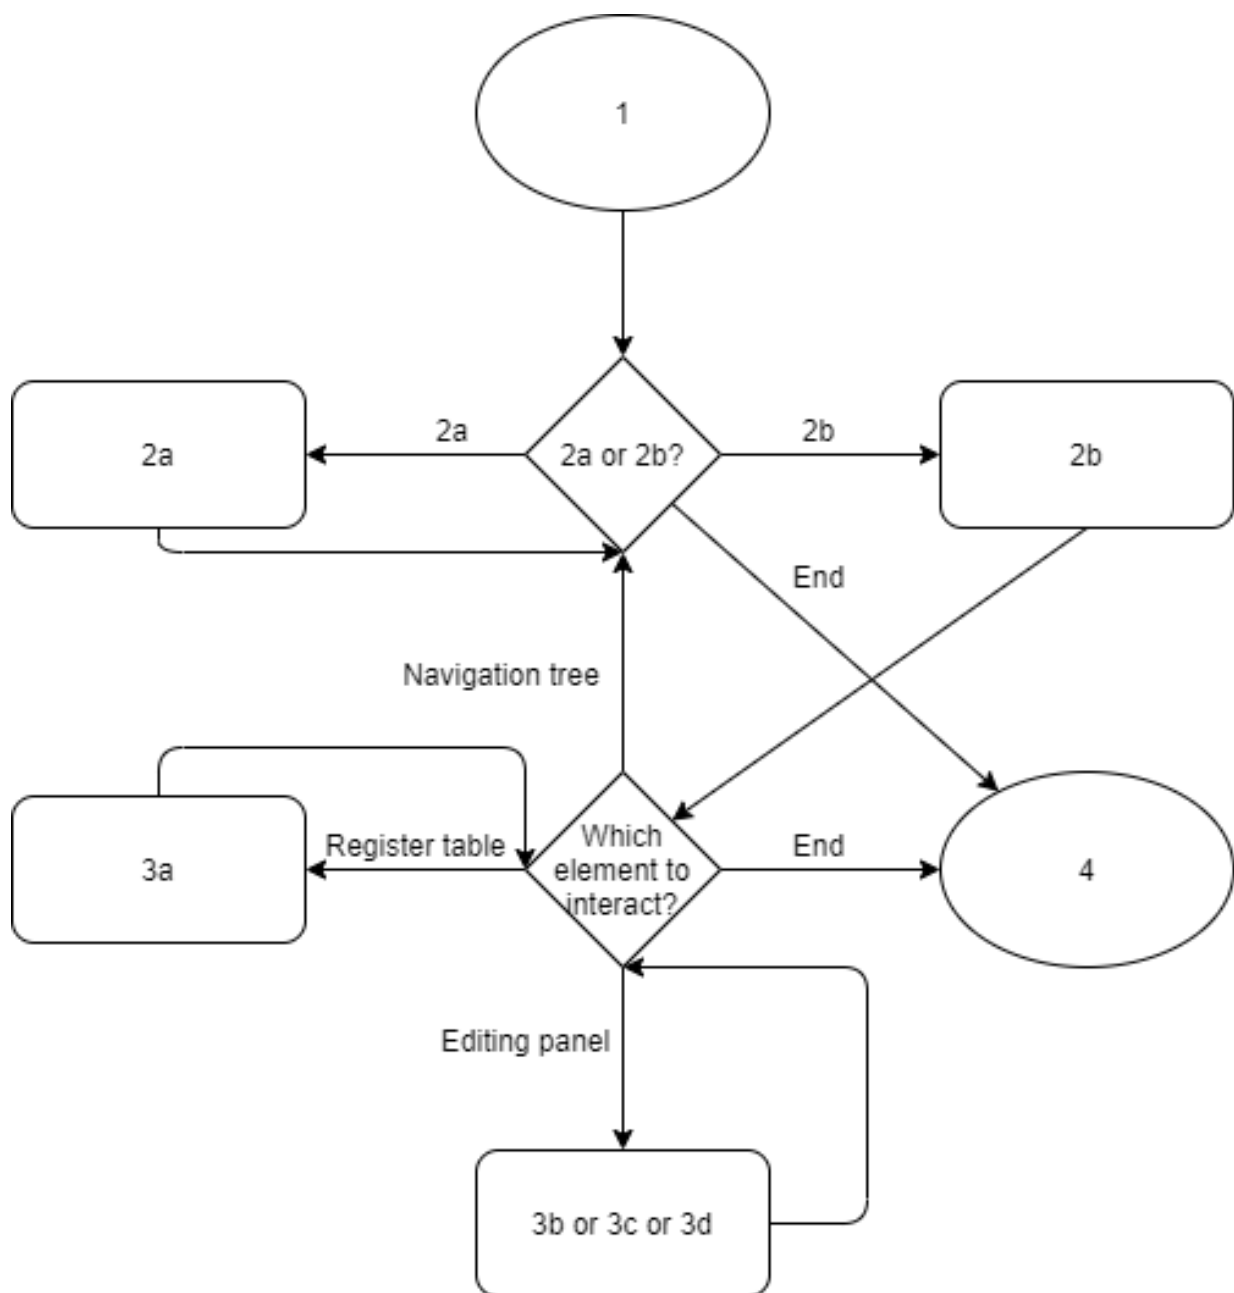 1
2a
2a
2a or 2b?
2b
2b
End
Navigation tree
3a
Register table
Which
element to
interact?
End
4
Editing panel
3b or 3c or 3d